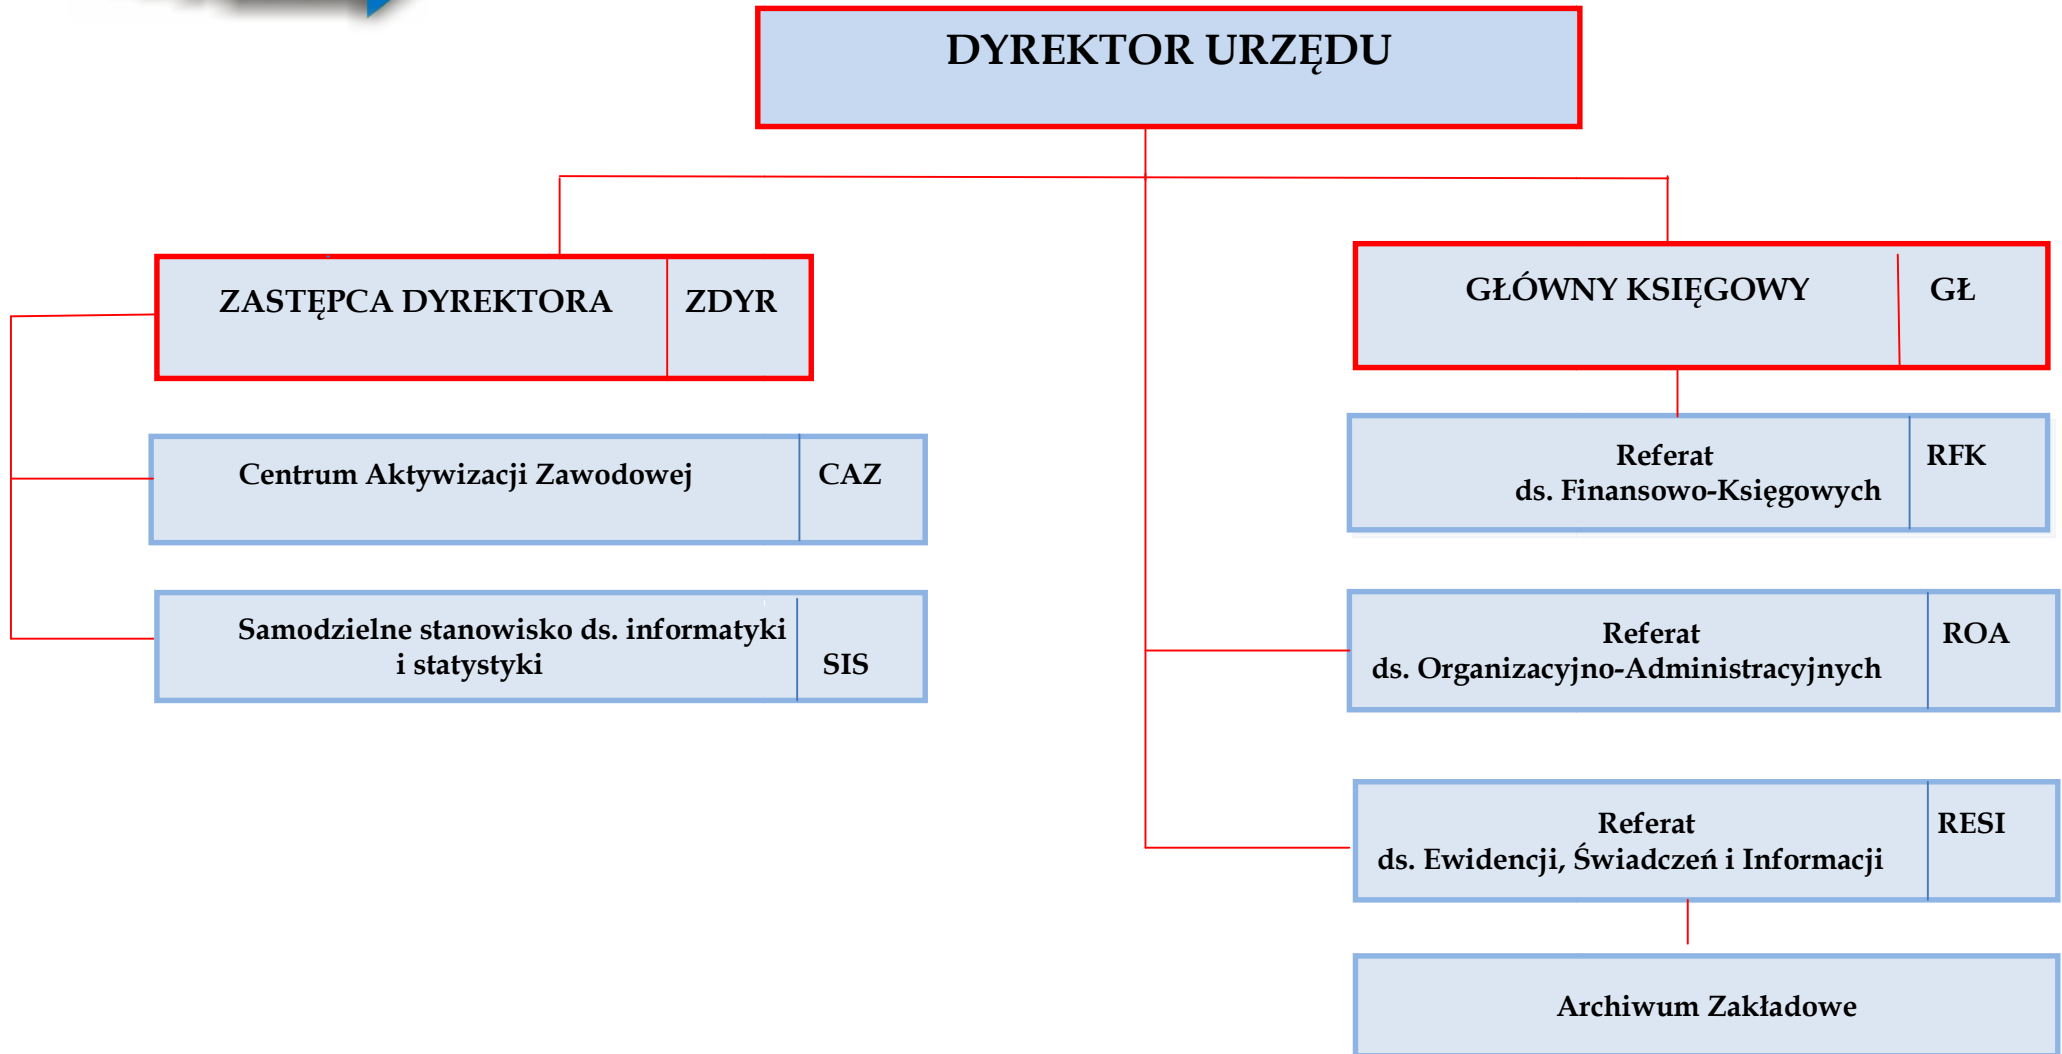 DYREKTOR URZĘDU
ZASTĘPCA DYREKTORA ZDYR
GŁÓWNY KSIĘGOWY GŁ
Centrum Aktywizacji Zawodowej CAZ
Samodzielne stanowisko ds. informatyki
i statystyki SIS
Referat RFK
ds. Finansowo-Księgowych
Referat ROA
ds. Organizacyjno-Administracyjnych
Referat RESI
ds. Ewidencji, Świadczeń i Informacji
Archiwum Zakładowe